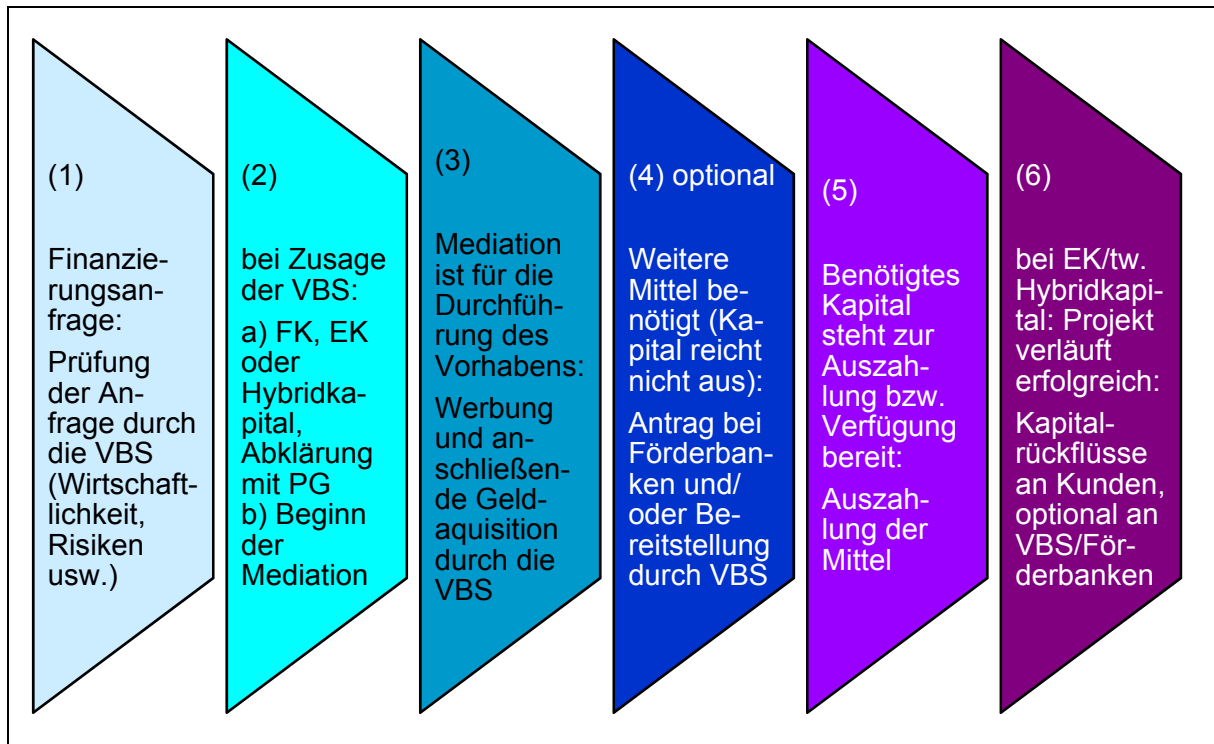 (1)
Finanzie-
rungsan-
frage:
Prüfung
der An-
frage durch
die VBS
(Wirtschaft-
lichkeit,
Risiken
usw.)
(2)
bei Zusage
der VBS:
a) FK, EK
oder
Hybridka-
pital,
Abklärung
mit PG
b) Beginn
der
Mediation
(3)
Mediation
ist für die
Durchfüh-
rung des
Vorhabens:
Werbung
und an-
schließen-
de Geld-
aquisition
durch die
VBS
(4) optional
Weitere
Mittel be-
nötigt (Ka-
pital reicht
nicht aus):
Antrag bei
Förderban-
ken und/
oder Be-
reitstellung
durch VBS
(5)
Benötigtes
Kapital
steht zur
Auszah-
lung bzw.
Verfügung
bereit:
Auszah-
lung der
Mittel
(6)
bei EK/tw.
Hybridkapi-
tal: Projekt
verläuft
erfolgreich:
Kapital-
rückflüsse
an Kunden,
optional an
VBS/För-
derbanken